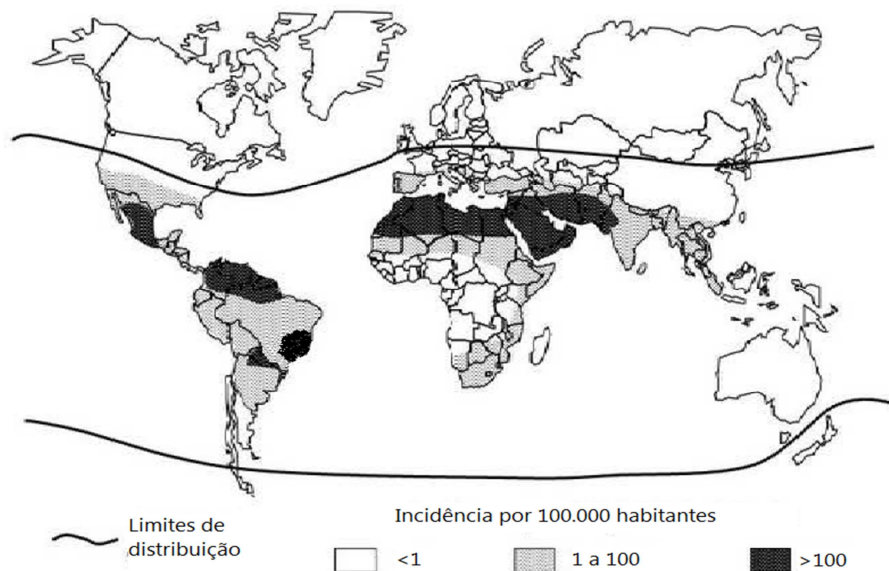 Incidência por 100.000 habitantes
Limites de
distribuição
<1
1 a 100
>100